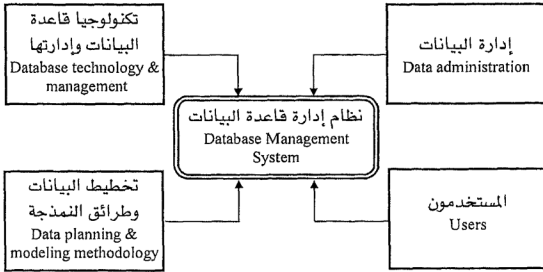 تكنولوجيا قاعدة
البيانات وإدارتها
Database technology &
management
إدارة البيانات
Data administration
نظام إدارة قاعدة البيانات
Database Management
System
تخطيط البيانات
وطرائق النمذجة
Data planning &
modeling methodology
المستخدمون
Users